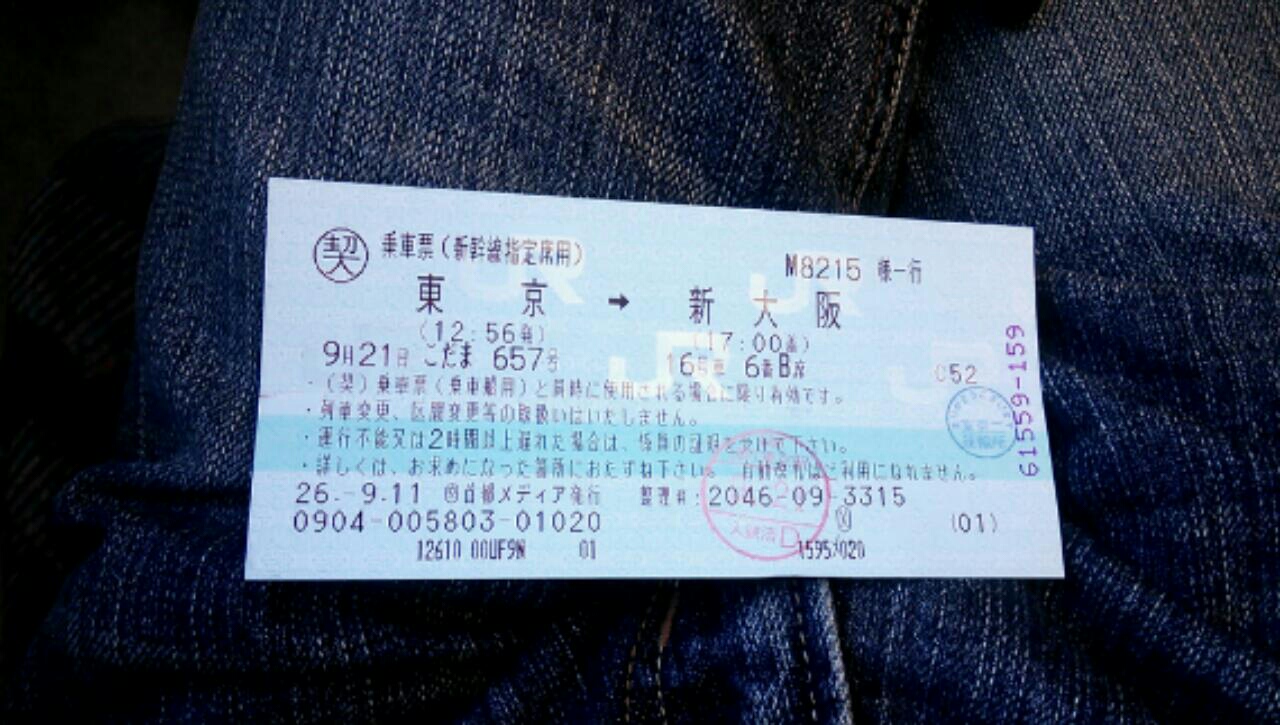 契 乗車票(新幹線指定席用)
M8215 様一行
東 京 → 新 大 阪
(12:56発) (17:00着)
9月21日 こだま 657号 16号車 6番B席 C52
・(契)乗車票(乗車船用)と同時に使用される場合に限り有効です。
・列車変更、区間変更等の取扱いはいたしません。
・運行不能又は2時間以上遅れた場合は、係員の証明を受けて下さい。
・詳しくは、お求めになった箇所におたずね下さい。 自動改札はご利用になれません。
26.-9.11 首都メディア発行 整理番:2046-09-3315
0904-005803-01020 (01)
12610 00UF9N 01
61559-159
入鋏済 D